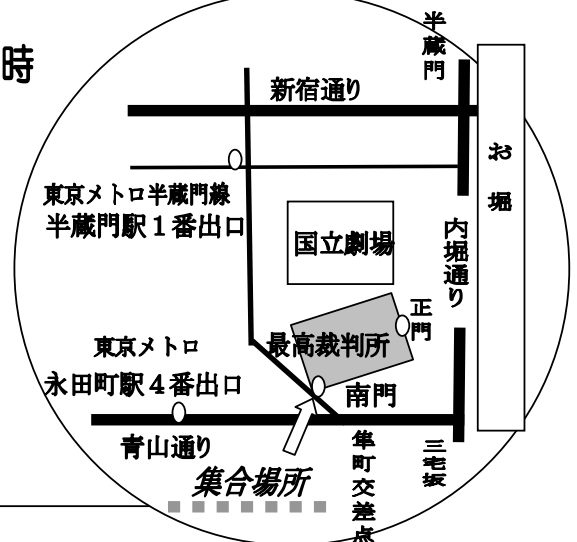 時
半蔵門
新宿通り
お堀
東京メトロ半蔵門線
半蔵門駅1番出口
国立劇場
内堀通り
正門
最高裁判所
東京メトロ
永田町駅4番出口
南門
青山通り
隼町交差点
三宅坂
集合場所